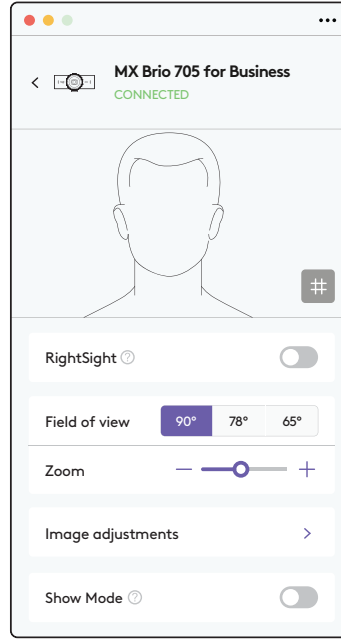 MX Brio 705 for Business
CONNECTED
RightSight
Field of view 90° 78° 65°
Zoom
Image adjustments
Show Mode